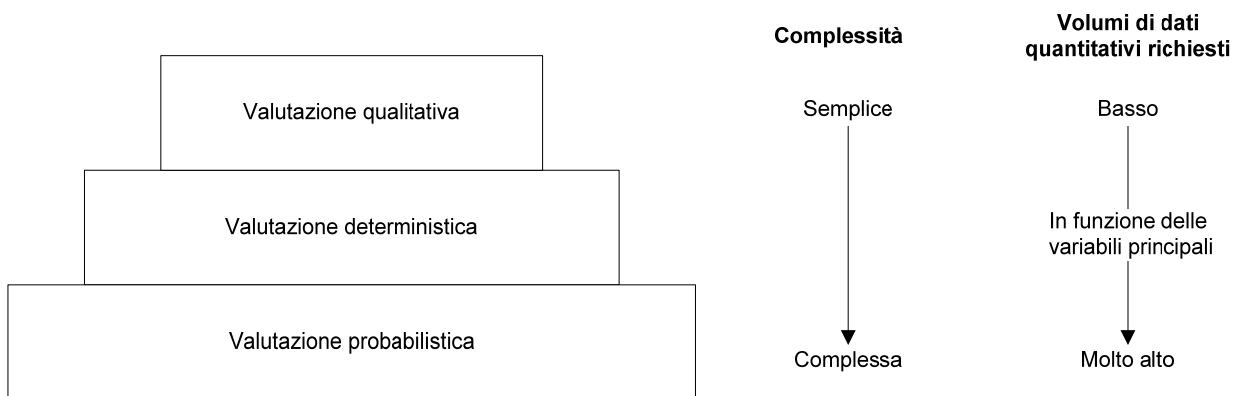 Complessità
Volumi di dati
quantitativi richiesti
Valutazione qualitativa
Semplice
Basso
Valutazione deterministica
In funzione delle
variabili principali
Valutazione probabilistica
Complessa
Molto alto